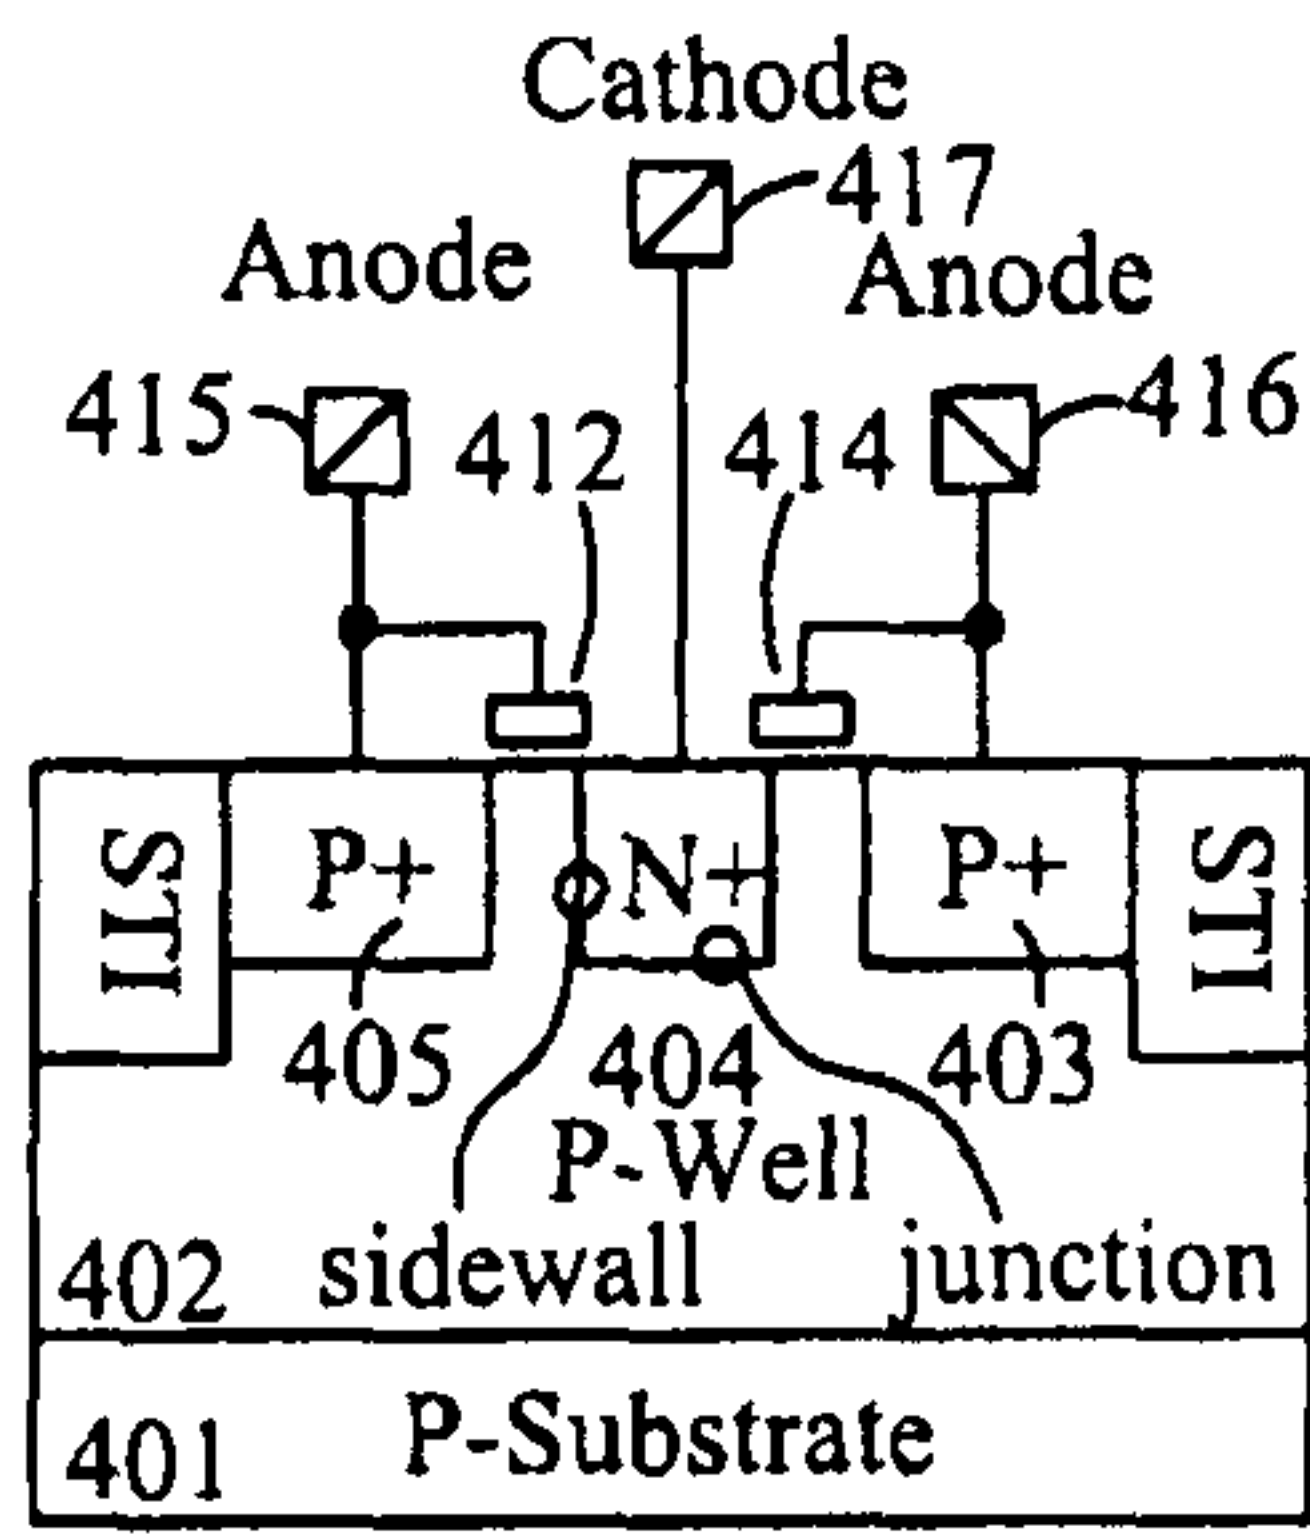 Cathode
417
Anode
Anode
415
412
414
416
STI
P+
N+
P+
STI
405
404
403
P-Well
402
sidewall
junction
401
P-Substrate